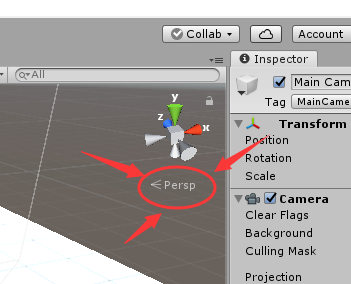 Collab
Account
Inspector
All
Main Cam
Tag MainCame
y
z
x
Persp
Transform
Position
Rotation
Scale
Camera
Clear Flags
Background
Culling Mask
Projection